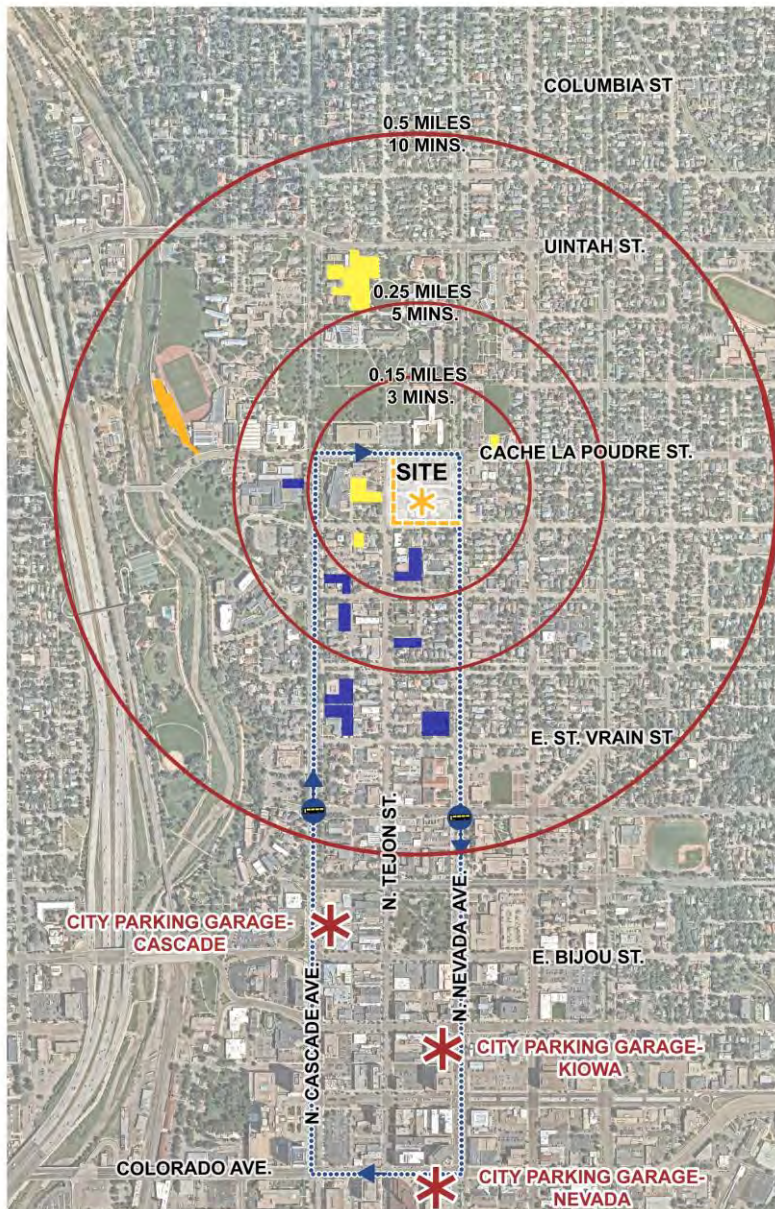 COLUMBIA ST
0.5 MILES
10 MINS.
UINTAH ST.
0.25 MILES
5 MINS.
0.15 MILES
3 MINS.
CACHE LA POUDRE ST.
SITE
E. ST. VRAIN ST
N. TEJON ST.
N. NEVADA AVE.
CITY PARKING GARAGE-
CASCADE
E. BIJOU ST.
N. CASCADE AVE.
CITY PARKING GARAGE-
KIOWA
COLORADO AVE.
CITY PARKING GARAGE-
NEVADA